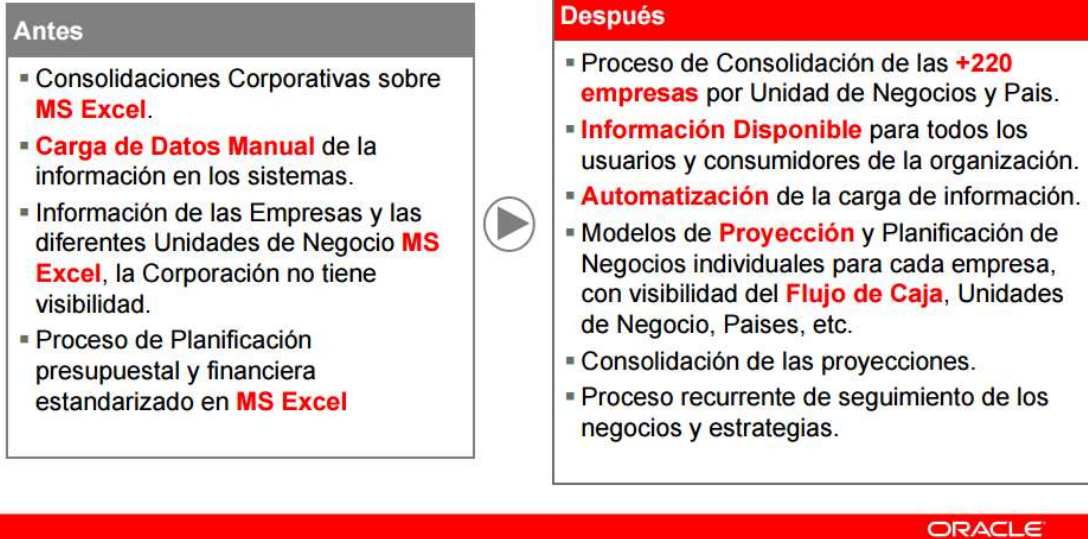 Antes
▪ Consolidaciones Corporativas sobre
MS Excel.
▪ Carga de Datos Manual de la
información en los sistemas.
▪ Información de las Empresas y las
diferentes Unidades de Negocio MS
Excel, la Corporación no tiene
visibilidad.
▪ Proceso de Planificación
presupuestal y financiera
estandarizado en MS Excel
Después
▪ Proceso de Consolidación de las +220
empresas por Unidad de Negocios y Pais.
▪ Información Disponible para todos los
usuarios y consumidores de la organización.
▪ Automatización de la carga de información.
▪ Modelos de Proyección y Planificación de
Negocios individuales para cada empresa,
con visibilidad del Flujo de Caja, Unidades
de Negocio, Paises, etc.
▪ Consolidación de las proyecciones.
▪ Proceso recurrente de seguimiento de los
negocios y estrategias.
ORACLE